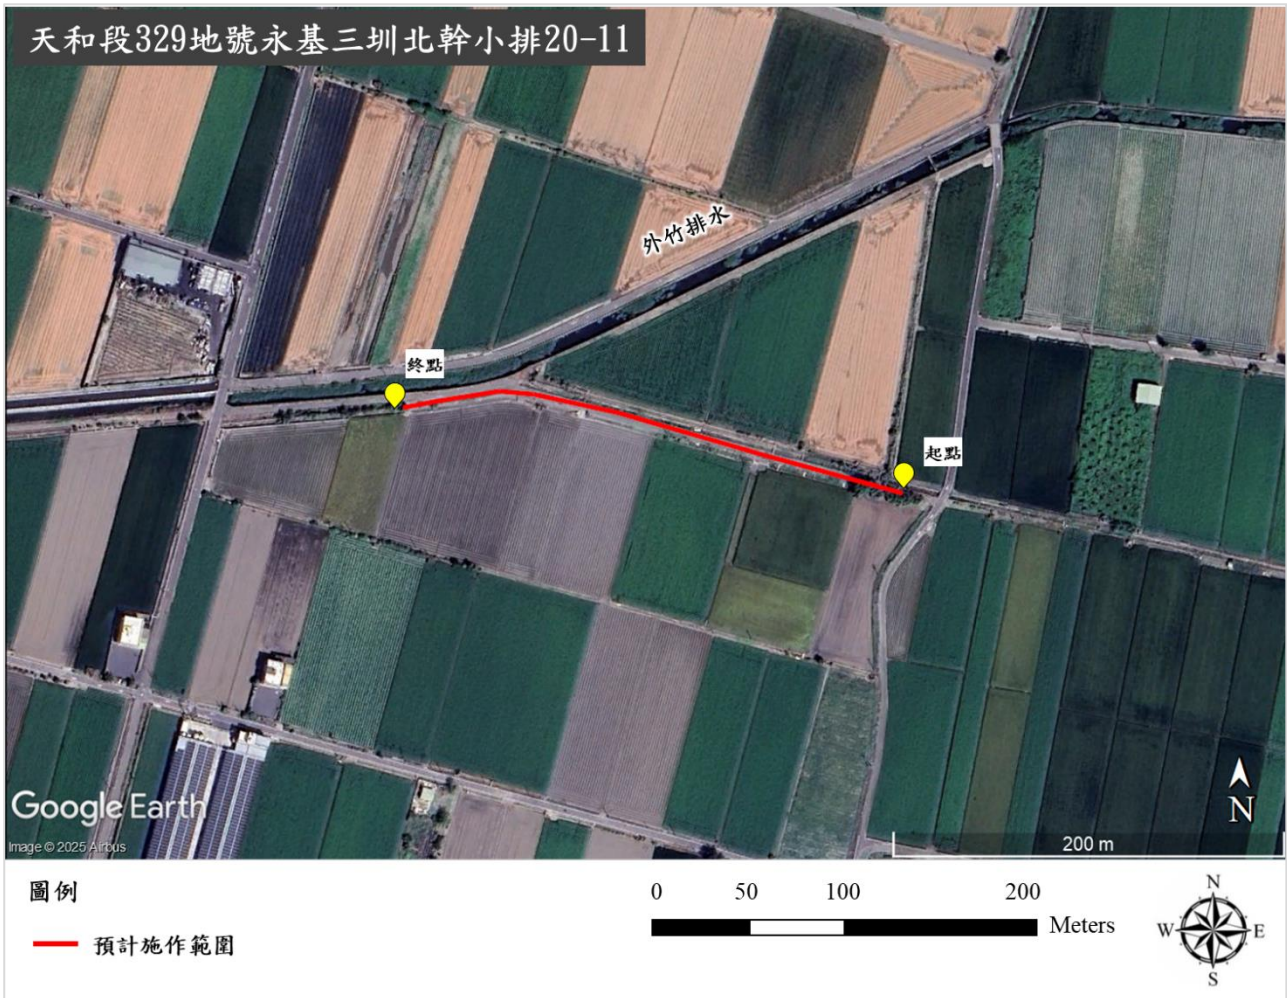 天和段329地號永基三圳北幹小排20-11
外竹排水
終點
起點
Google Earth
N
Image © 2025 Airbus
200 m
圖例
預計施作範圍
0 50 100 200
Meters
N
W E
S